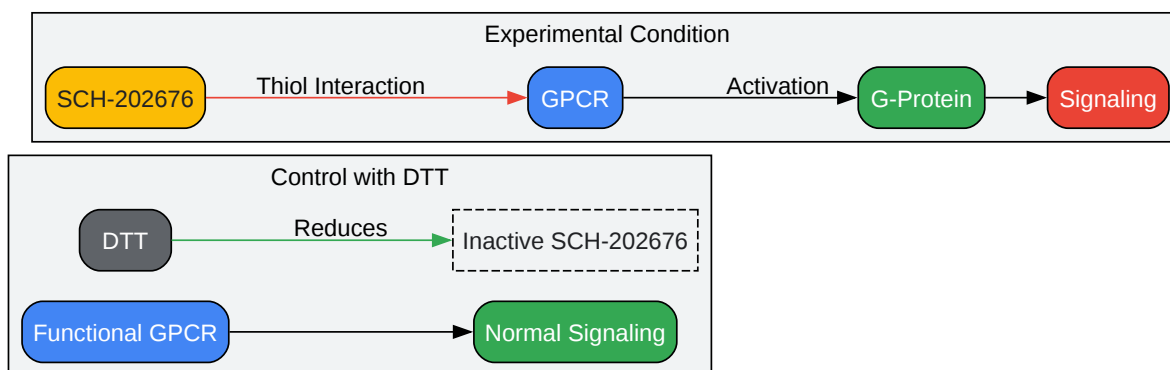 Experimental Condition
SCH-202676
Thiol Interaction
GPCR
Activation
G-Protein
Signaling
Control with DTT
DTT
Reduces
Inactive SCH-202676
Functional GPCR
Normal Signaling